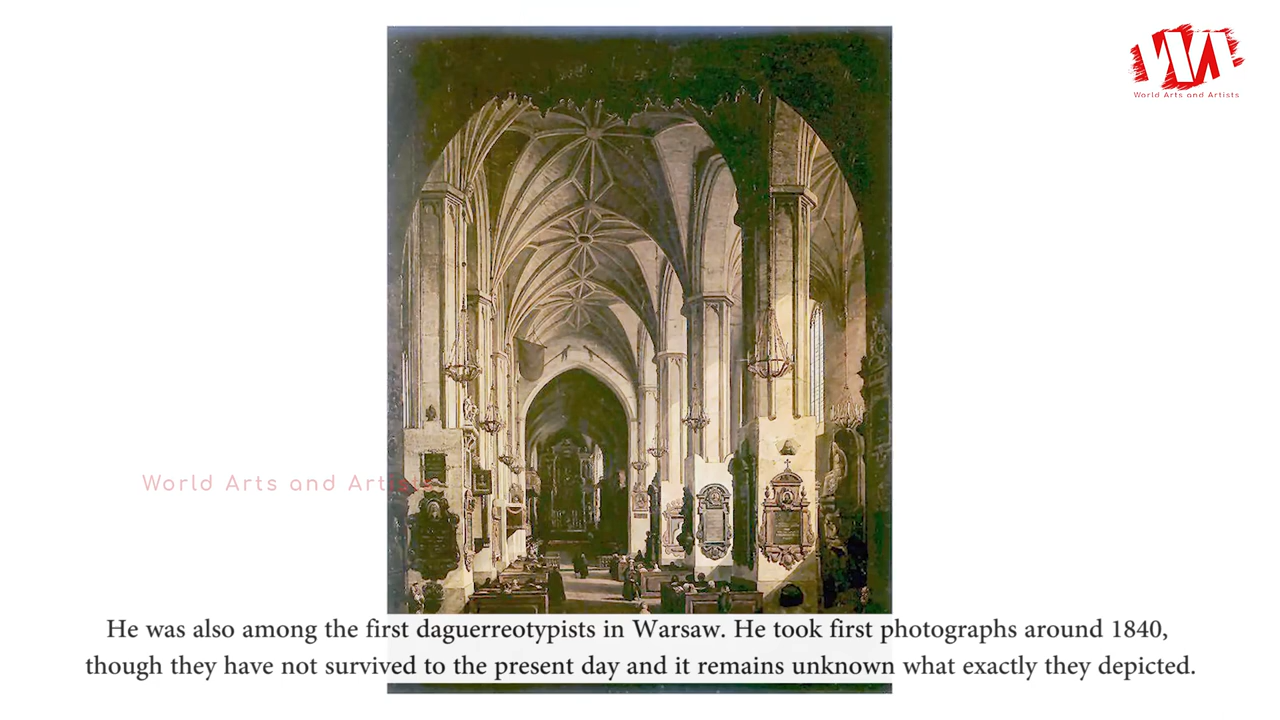 World Arts and Artists
World Arts and Artists
He was also among the first daguerreotypists in Warsaw. He took first photographs around 1840,
though they have not survived to the present day and it remains unknown what exactly they depicted.